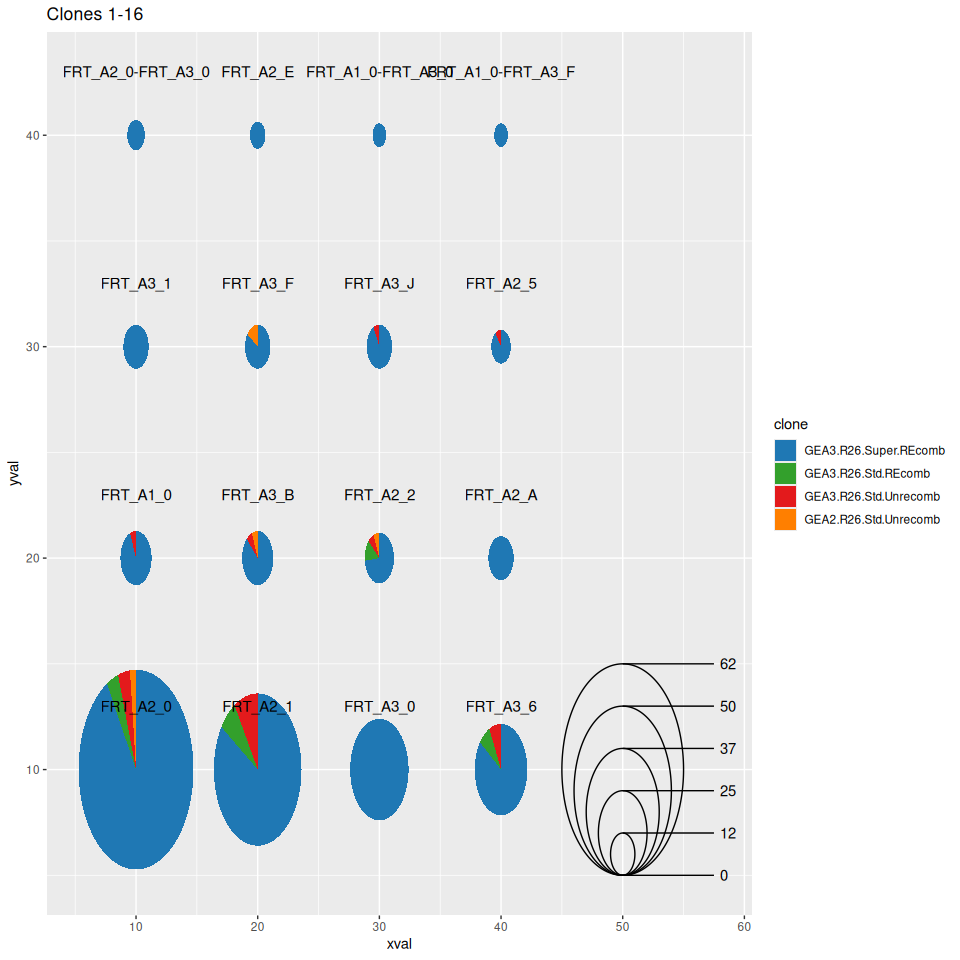 Clones 1-16
FRT_A2_0-FRT_A3_0 FRT_A2_E FRT_A1_0-FRT_A3_0 FRT_A1_0-FRT_A3_F
40
FRT_A3_1 FRT_A3_F FRT_A3_J FRT_A2_5
30
FRT_A1_0 FRT_A3_B FRT_A2_2 FRT_A2_A
20
FRT_A2_0 FRT_A2_1 FRT_A3_0 FRT_A3_6
10
62
50
37
25
12
0
10 20 30 40 50 60
xval
yval
clone
GEA3.R26.Super.REcomb
GEA3.R26.Std.REcomb
GEA3.R26.Std.Unrecomb
GEA2.R26.Std.Unrecomb